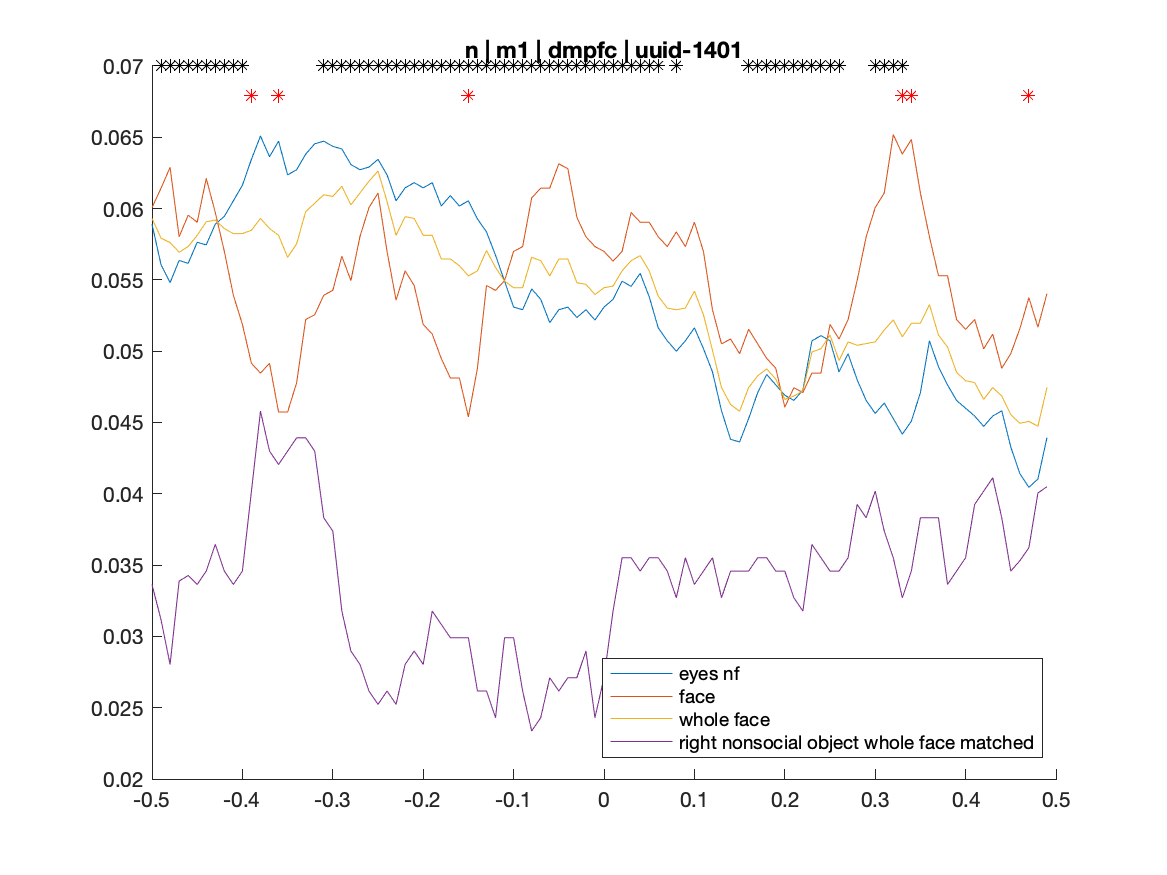 n | m1 | dmpfc | uuid-1401
0.07
0.065
0.06
0.055
0.05
0.045
0.04
0.035
0.03
0.025
0.02
eyes nf
face
whole face
right nonsocial object whole face matched
-0.5 -0.4 -0.3 -0.2 -0.1 0 0.1 0.2 0.3 0.4 0.5